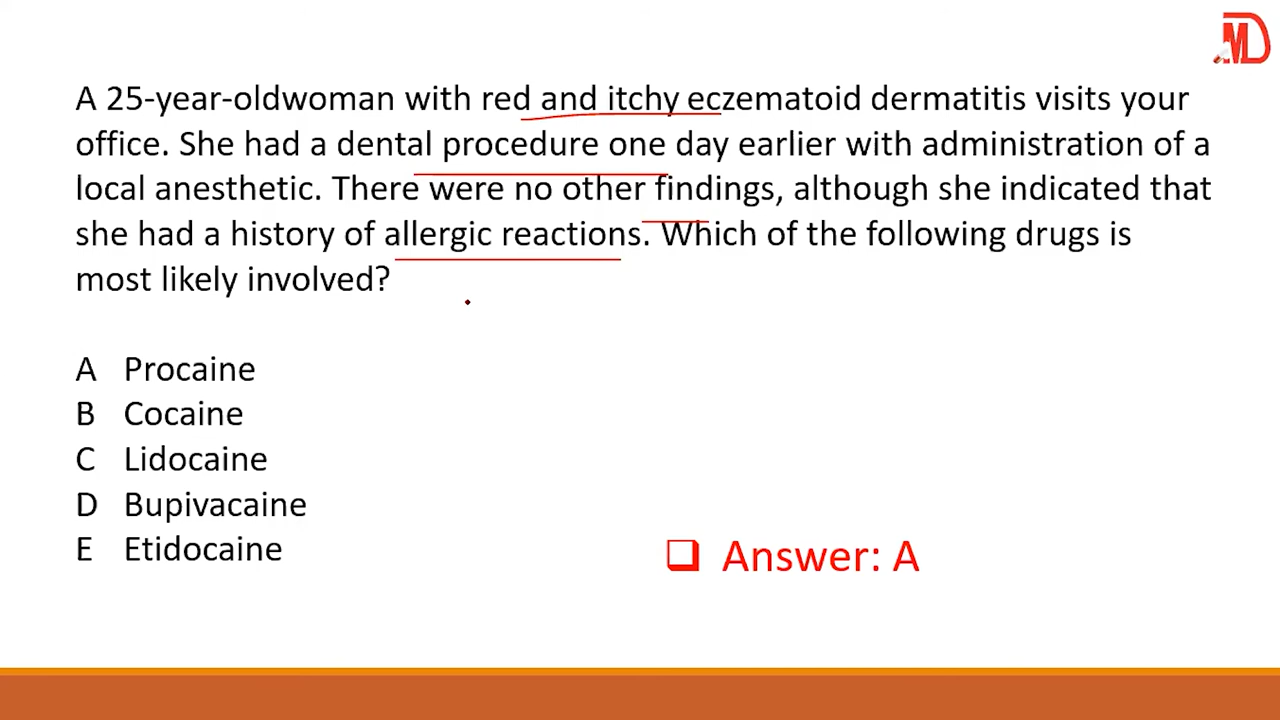 MD
A 25-year-oldwoman with red and itchy eczematoid dermatitis visits your
office. She had a dental procedure one day earlier with administration of a
local anesthetic. There were no other findings, although she indicated that
she had a history of allergic reactions. Which of the following drugs is
most likely involved?
A Procaine
B Cocaine
C Lidocaine
D Bupivacaine
E Etidocaine
❑ Answer: A